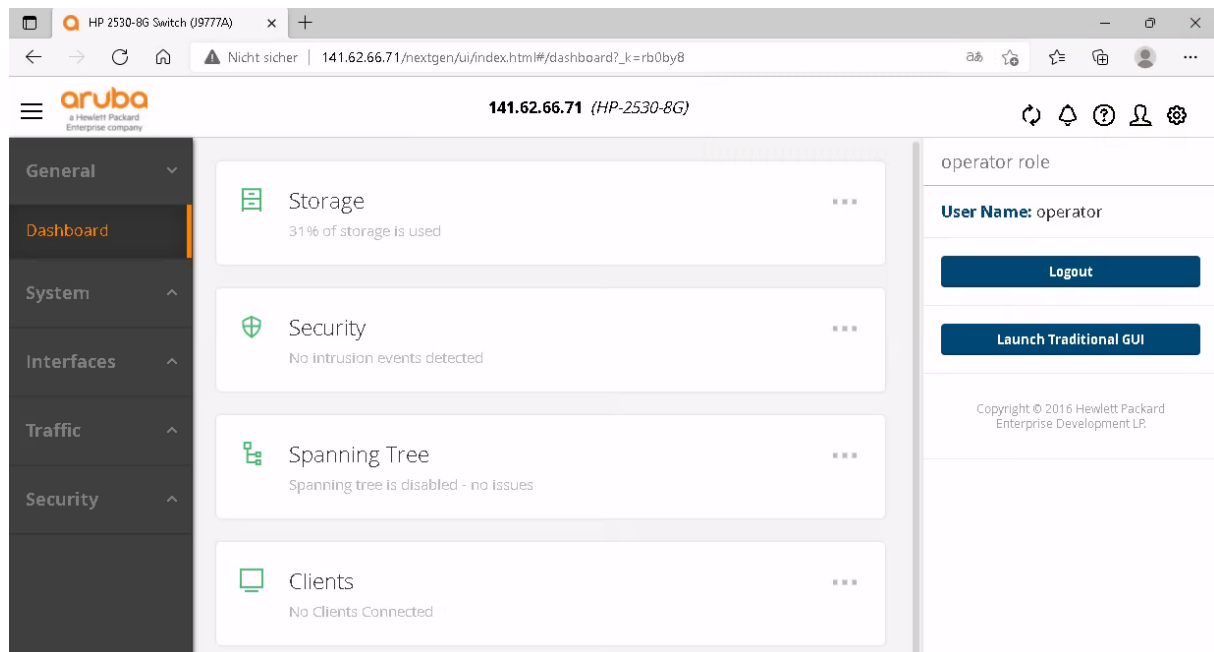 HP 2530-8G Switch (J9777A)
Nicht sicher | 141.62.66.71/nextgen/ui/index.html#/dashboard?_k=rb0by8
aあ
aruba
a Hewlett Packard
Enterprise company
141.62.66.71 (HP-2530-8G)
General
Dashboard
System
Interfaces
Traffic
Security
Storage
31% of storage is used
Security
No intrusion events detected
Spanning Tree
Spanning tree is disabled - no issues
Clients
No Clients Connected
operator role
User Name: operator
Logout
Launch Traditional GUI
Copyright © 2016 Hewlett Packard
Enterprise Development LP.